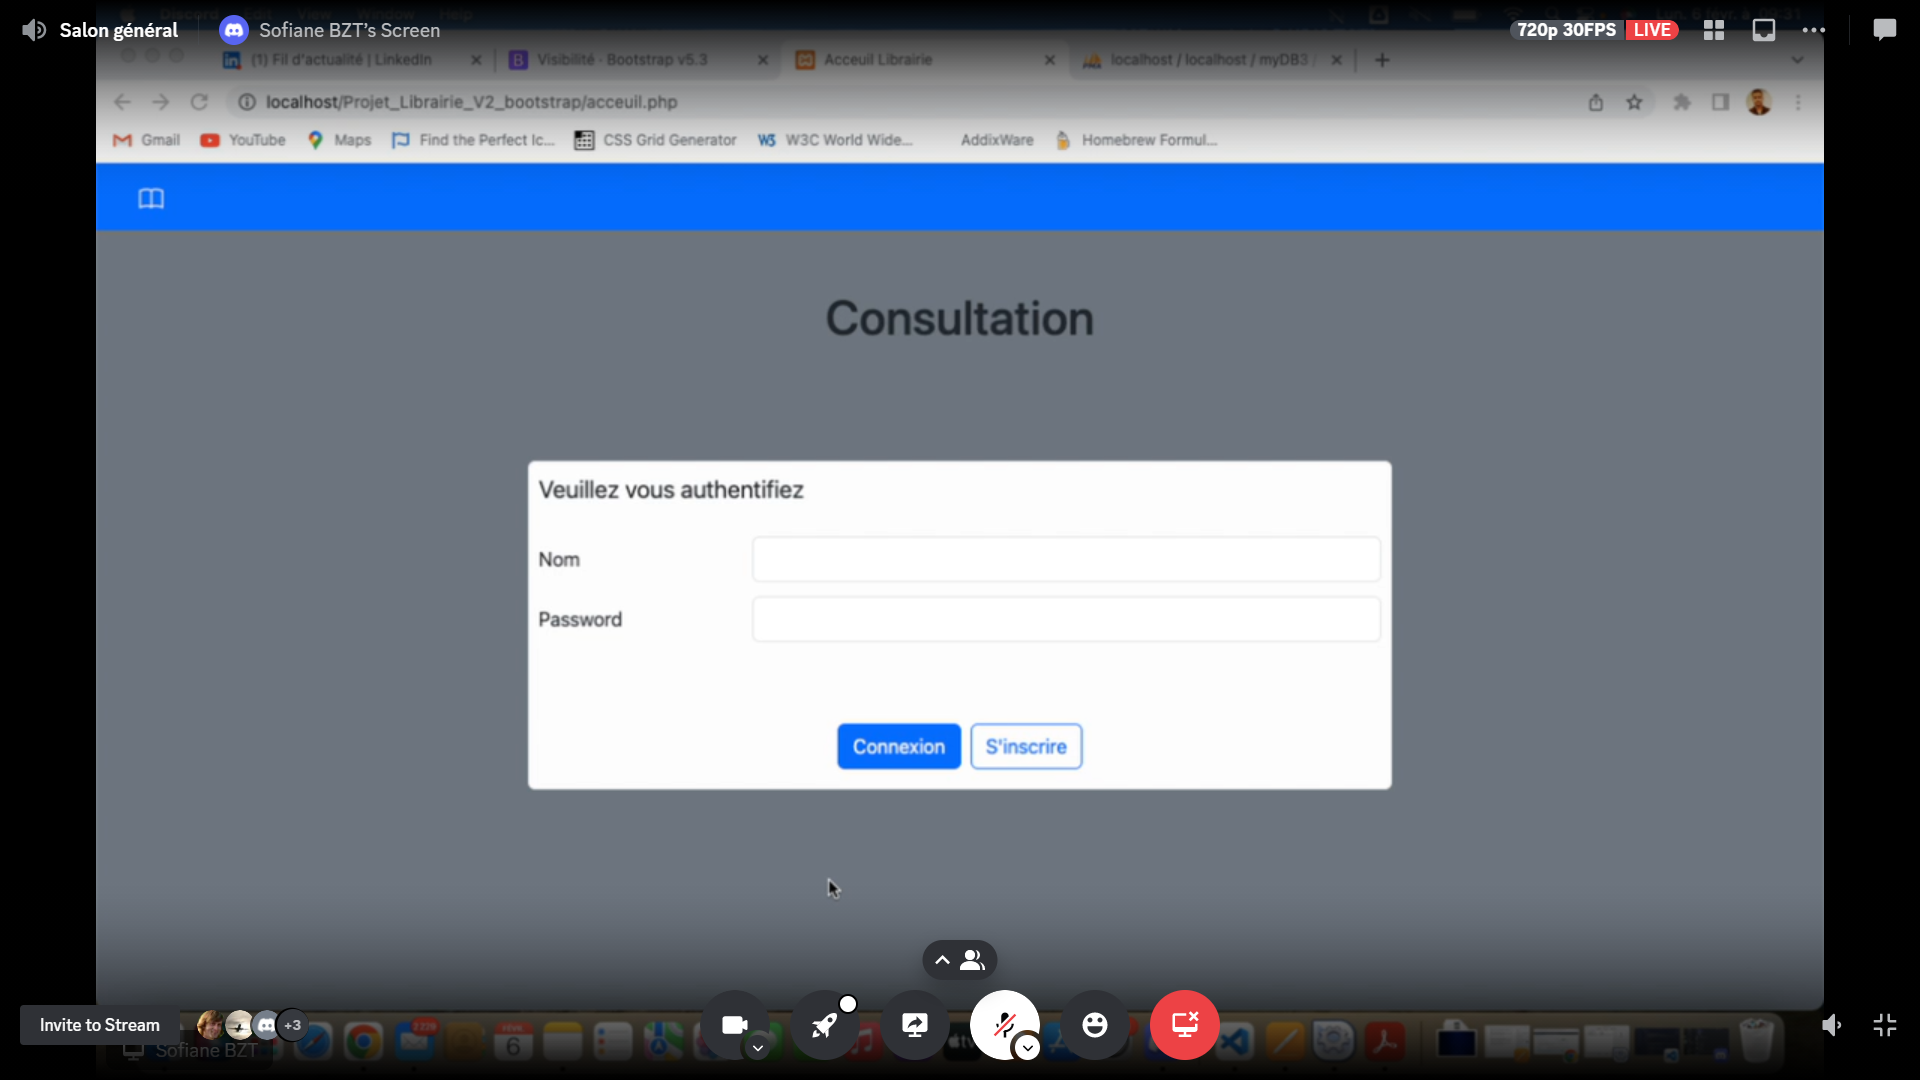 Salon général
Sofiane BZT's Screen
720p 30FPS LIVE
(1) Fil d'actualité | LinkedIn
Visibilité · Bootstrap v5.3
Acceuil Librairie
localhost / localhost / myDB3 /
localhost/Projet_Librairie_V2_bootstrap/acceuil.php
Gmail
YouTube
Maps
Find the Perfect Ic...
CSS Grid Generator
W3C World Wide...
AddixWare
Homebrew Formul...
Consultation
Veuillez vous authentifiez
Nom
Password
Connexion
S'inscrire
Invite to Stream
+3
Sofiane BZT
6
tv